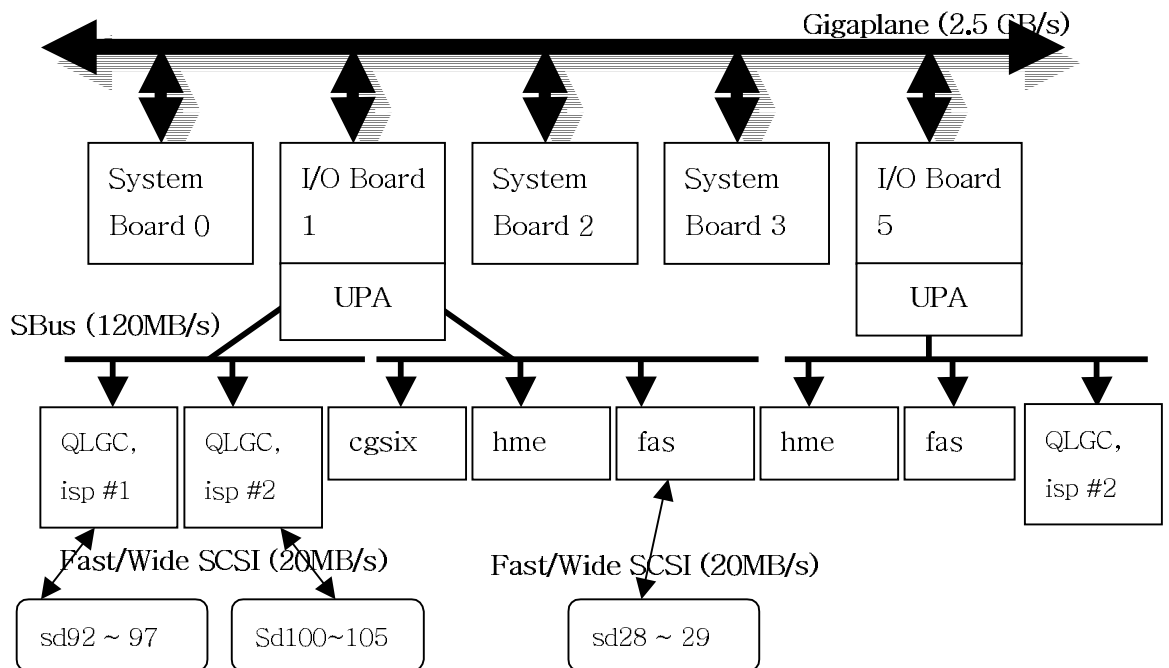 Gigaplane (2.5 GB/s)
System
Board 0
I/O Board
1
System
Board 2
System
Board 3
I/O Board
5
UPA
UPA
SBus (120MB/s)
QLGC,
isp #1
QLGC,
isp #2
cgsix
hme
fas
hme
fas
QLGC,
isp #2
Fast/Wide SCSI (20MB/s)
Fast/Wide SCSI (20MB/s)
sd92 ~ 97
Sd100~105
sd28 ~ 29